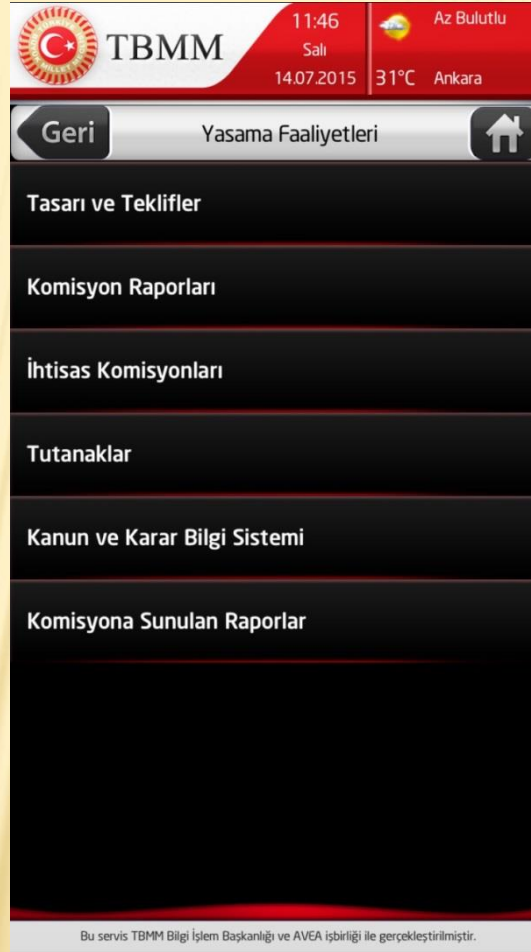 TBMM
11:46
Salı
14.07.2015
Az Bulutlu
31°C Ankara
Geri
Yasama Faaliyetleri
Tasarı ve Teklifler
Komisyon Raporları
İhtisas Komisyonları
Tutanaklar
Kanun ve Karar Bilgi Sistemi
Komisyona Sunulan Raporlar
Bu servis TBMM Bilgi İşlem Başkanlığı ve AVEA işbirliği ile gerçekleştirilmiştir.